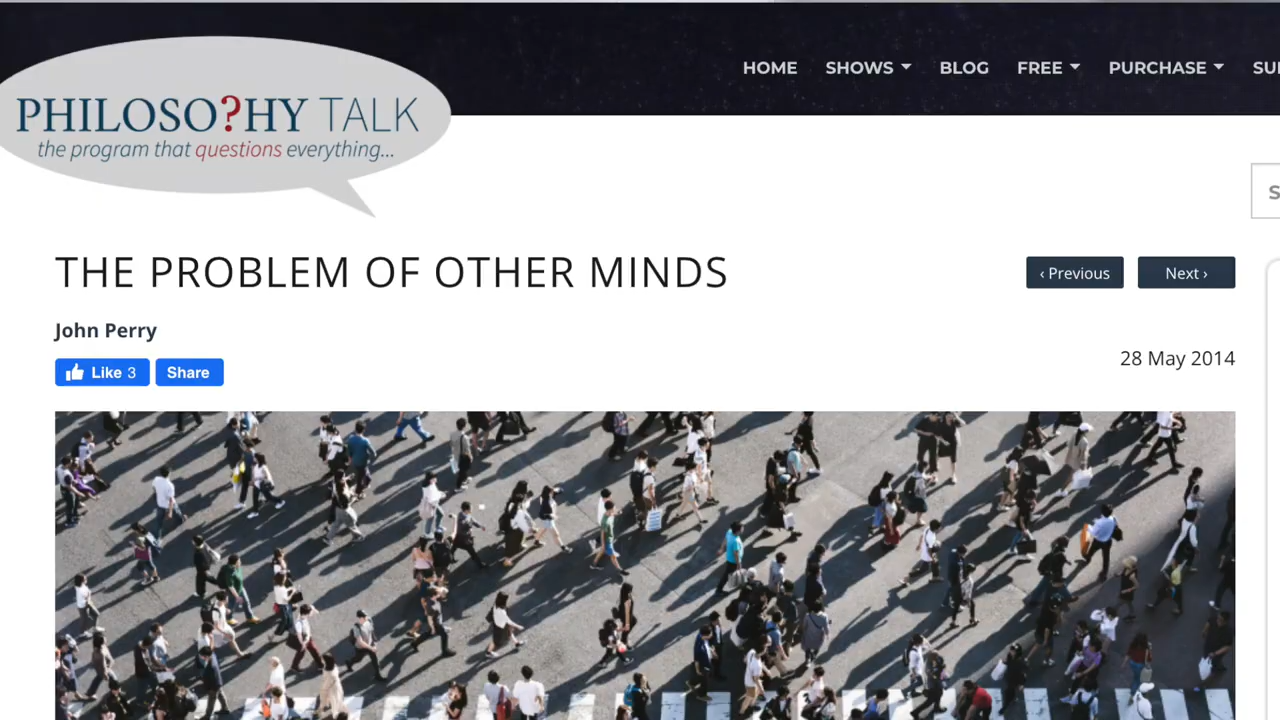 HOME SHOWS BLOG FREE PURCHASE
PHILOSO?HY TALK
the program that questions everything...
THE PROBLEM OF OTHER MINDS
‹ Previous Next ›
John Perry
28 May 2014
Like 3 Share